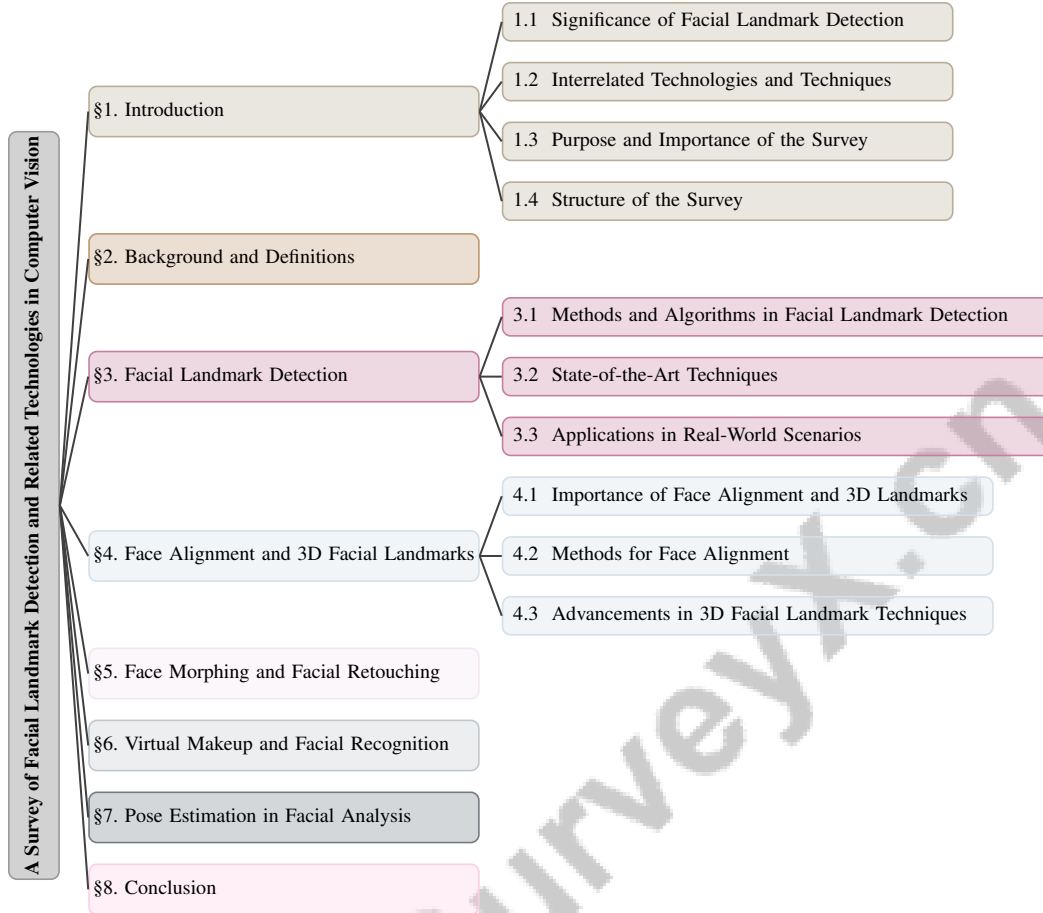 A Survey of Facial Landmark Detection and Related Technologies in Computer Vision
§1. Introduction
1.1 Significance of Facial Landmark Detection
1.2 Interrelated Technologies and Techniques
1.3 Purpose and Importance of the Survey
1.4 Structure of the Survey
§2. Background and Definitions
§3. Facial Landmark Detection
3.1 Methods and Algorithms in Facial Landmark Detection
3.2 State-of-the-Art Techniques
3.3 Applications in Real-World Scenarios
§4. Face Alignment and 3D Facial Landmarks
4.1 Importance of Face Alignment and 3D Landmarks
4.2 Methods for Face Alignment
4.3 Advancements in 3D Facial Landmark Techniques
§5. Face Morphing and Facial Retouching
§6. Virtual Makeup and Facial Recognition
§7. Pose Estimation in Facial Analysis
§8. Conclusion
urveyx.cn